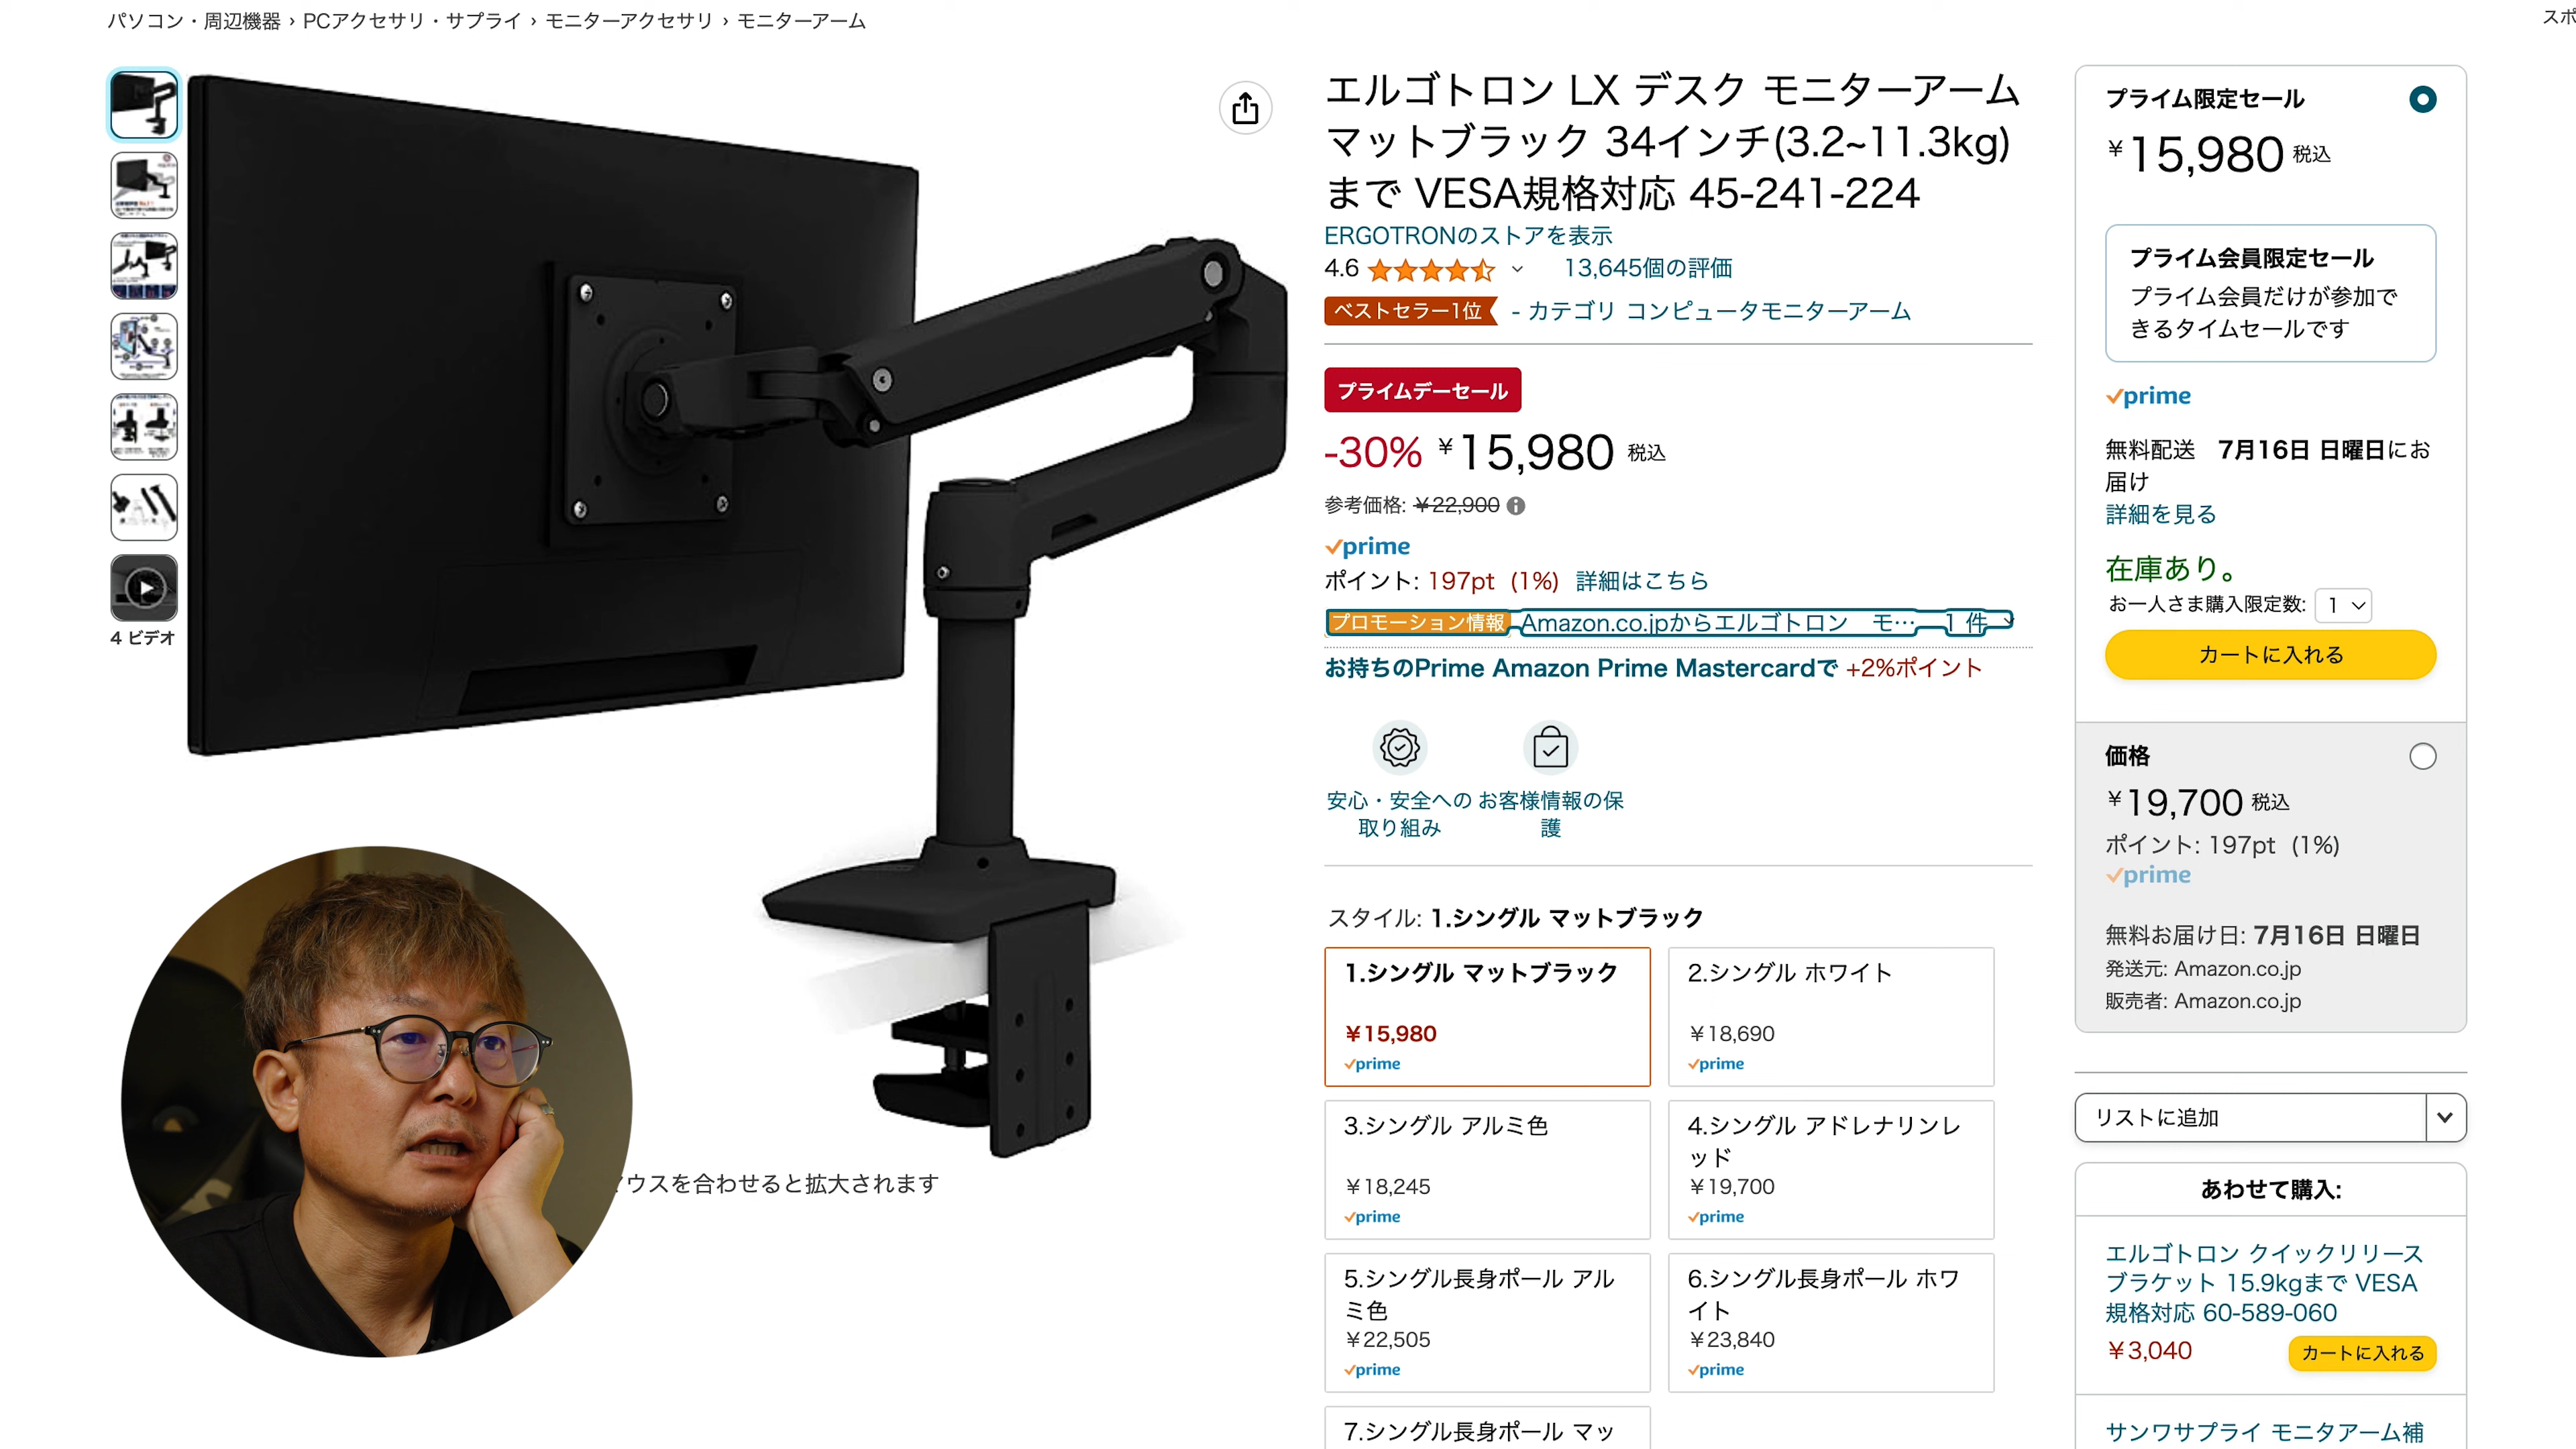 パソコン・周辺機器 › PCアクセサリ・サプライ › モニターアクセサリ › モニターアーム
スポ
4 ビデオ
ウスを合わせると拡大されます
エルゴトロン LX デスク モニターアーム
マットブラック 34インチ(3.2~11.3kg)
まで VESA規格対応 45-241-224
ERGOTRONのストアを表示
4.6 13,645個の評価
ベストセラー1位 - カテゴリ コンピュータモニターアーム
プライムデーセール
-30% ¥15,980 税込
参考価格: ¥22,900
prime
ポイント: 197pt (1%) 詳細はこちら
プロモーション情報 Amazon.co.jpからエルゴトロン モ… 1 件
お持ちのPrime Amazon Prime Mastercardで +2%ポイント
安心・安全への
取り組み
お客様情報の保
護
スタイル: 1.シングル マットブラック
1.シングル マットブラック
¥15,980
prime
2.シングル ホワイト
¥18,690
prime
3.シングル アルミ色
¥18,245
prime
4.シングル アドレナリンレ
ッド
¥19,700
prime
5.シングル長身ポール アル
ミ色
¥22,505
prime
6.シングル長身ポール ホワ
イト
¥23,840
prime
7.シングル長身ポール マッ
プライム限定セール
¥15,980 税込
プライム会員限定セール
プライム会員だけが参加で
きるタイムセールです
prime
無料配送 7月16日 日曜日にお
届け
詳細を見る
在庫あり。
お一人さま購入限定数: 1
カートに入れる
価格
¥19,700 税込
ポイント: 197pt (1%)
prime
無料お届け日: 7月16日 日曜日
発送元: Amazon.co.jp
販売者: Amazon.co.jp
リストに追加
あわせて購入:
エルゴトロン クイックリリース
ブラケット 15.9kgまで VESA
規格対応 60-589-060
¥3,040 カートに入れる
サンワサプライ モニタアーム補